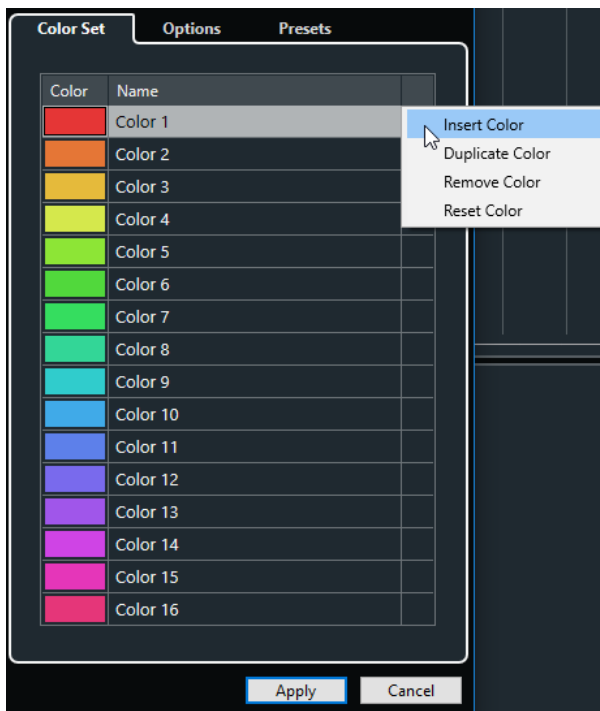 Color Set Options Presets
Color Name
Color 1
Insert Color
Color 2
Duplicate Color
Color 3
Remove Color
Color 4
Reset Color
Color 5
Color 6
Color 7
Color 8
Color 9
Color 10
Color 11
Color 12
Color 13
Color 14
Color 15
Color 16
Apply Cancel